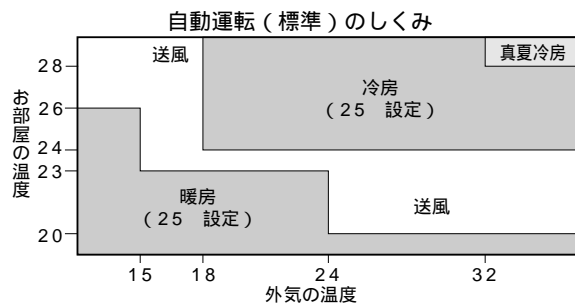 自動運転(標準)のしくみ
送風
真夏冷房
28
冷房
(25 設定)
お部屋の温度
26
24
23
暖房
(25 設定)
送風
20
15 18 24 32
外気の温度